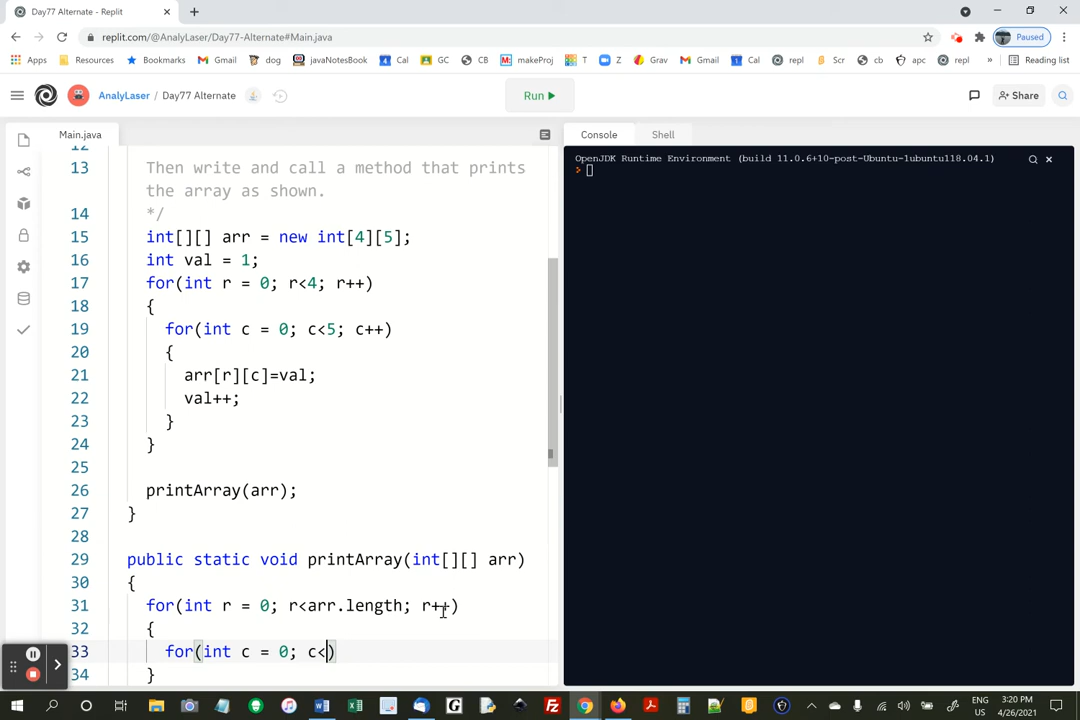 Day77 Alternate - Replit
replit.com/@AnalyLaser/Day77-Alternate#Main.java
Paused
Apps Resources Bookmarks Gmail dog javaNotebook Cal GC CB makeProj T Z Grav Gmail Cal repl Scr cb apc repl » Reading list
AnalyLaser / Day77 Alternate
Run
Share
Main.java
Console Shell
OpenJDK Runtime Environment (build 11.0.6+10-post-Ubuntu-1ubuntu118.04.1)
>
12
13 Then write and call a method that prints
the array as shown.
14 */
15 int[][] arr = new int[4][5];
16 int val = 1;
17 for(int r = 0; r<4; r++)
18 {
19 for(int c = 0; c<5; c++)
20 {
21 arr[r][c]=val;
22 val++;
23 }
24 }
25
26 printArray(arr);
27 }
28
29 public static void printArray(int[][] arr)
30 {
31 for(int r = 0; r<arr.length; r++)
32 {
33 for(int c = 0; c<)
34 }
ENG
US
3:20 PM
4/26/2021